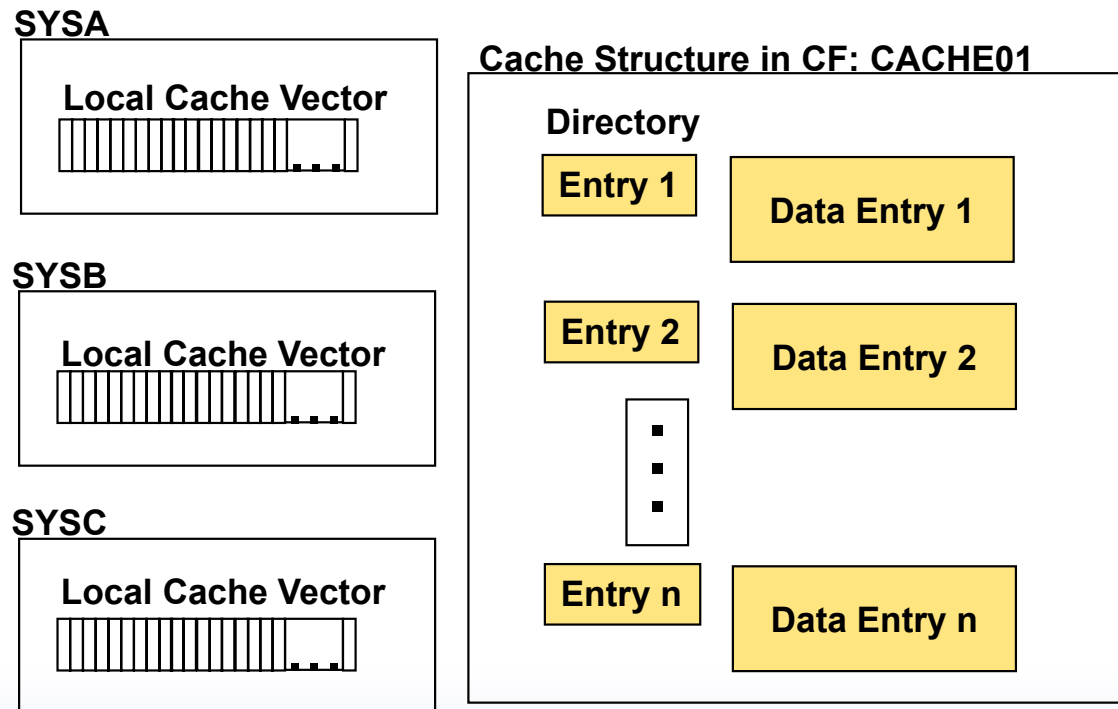 SYSA
Local Cache Vector
SYSB
Local Cache Vector
SYSC
Local Cache Vector
Cache Structure in CF: CACHE01
Directory
Entry 1
Data Entry 1
Entry 2
Data Entry 2
Entry n
Data Entry n